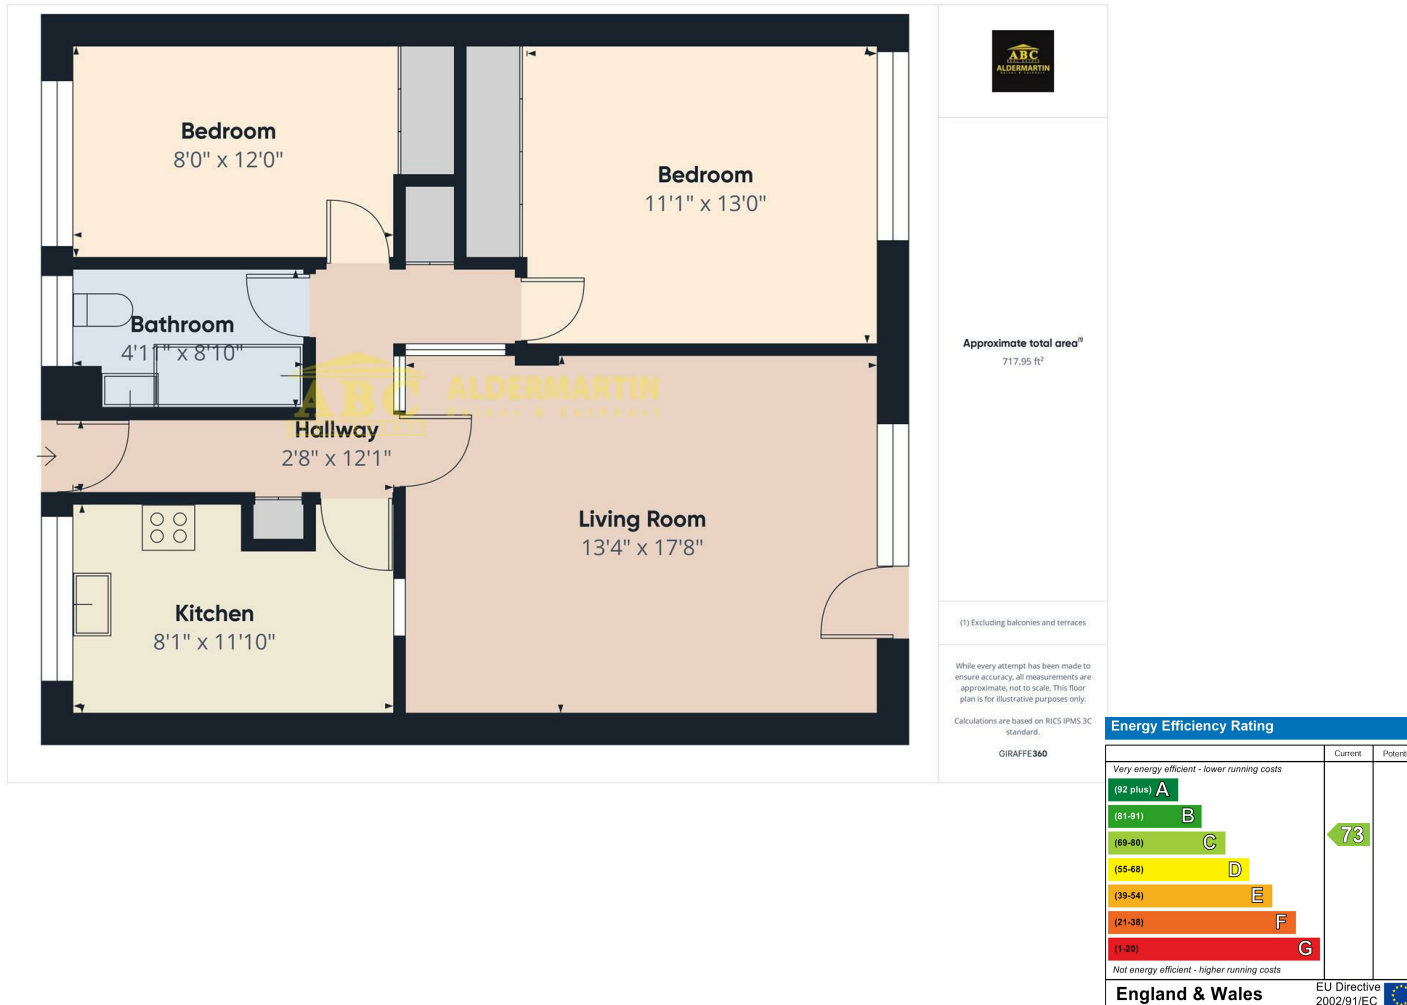 Bedroom
8'0" x 12'0"
Bedroom
11'1" x 13'0"
Bathroom
4'11" x 8'10"
ABC
ALDERMARTIN
Hallway
2'8" x 12'1"
Living Room
13'4" x 17'8"
Kitchen
8'1" x 11'10"
ABC
ALDERMARTIN
Approximate total area(1)
717.95 ft²
(1) Excluding balconies and terraces
While every attempt has been made to
ensure accuracy, all measurements are
approximate, not to scale. This floor
plan is for illustrative purposes only.
Calculations are based on RICS IPMS 3C
standard.
GIRAFFE360
Energy Efficiency Rating
Current
Potenti
Very energy efficient - lower running costs
(92 plus) A
(81-91) B
(69-80) C
73
(55-68) D
(39-54) E
(21-38) F
(1-20) G
Not energy efficient - higher running costs
England & Wales
EU Directive
2002/91/EC